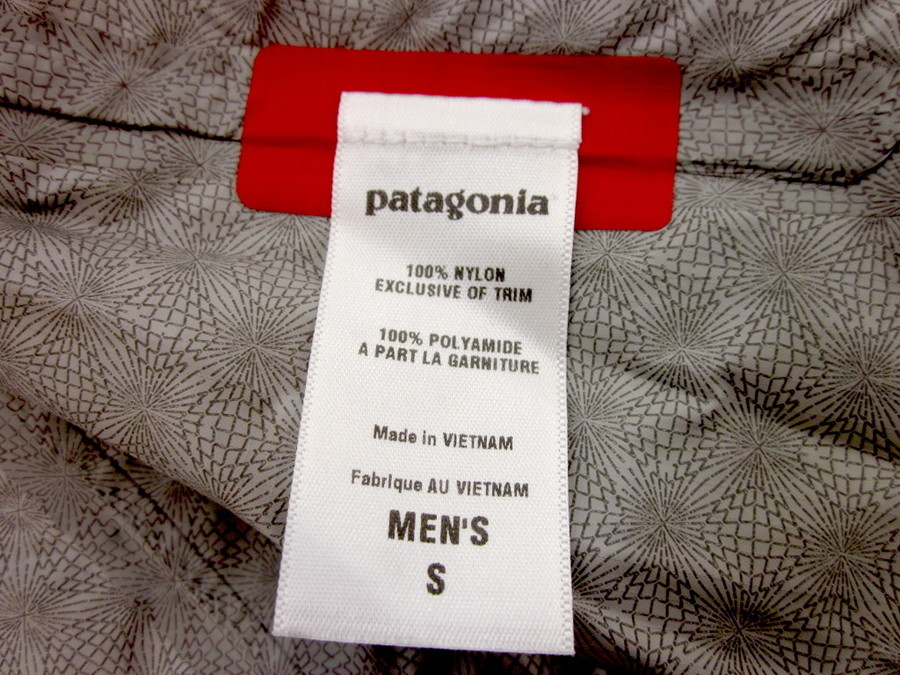 patagonia
100% NYLON
EXCLUSIVE OF TRIM
100% POLYAMIDE
A PART LA GARNITURE
Made in VIETNAM
Fabrique AU VIETNAM
MEN'S
S